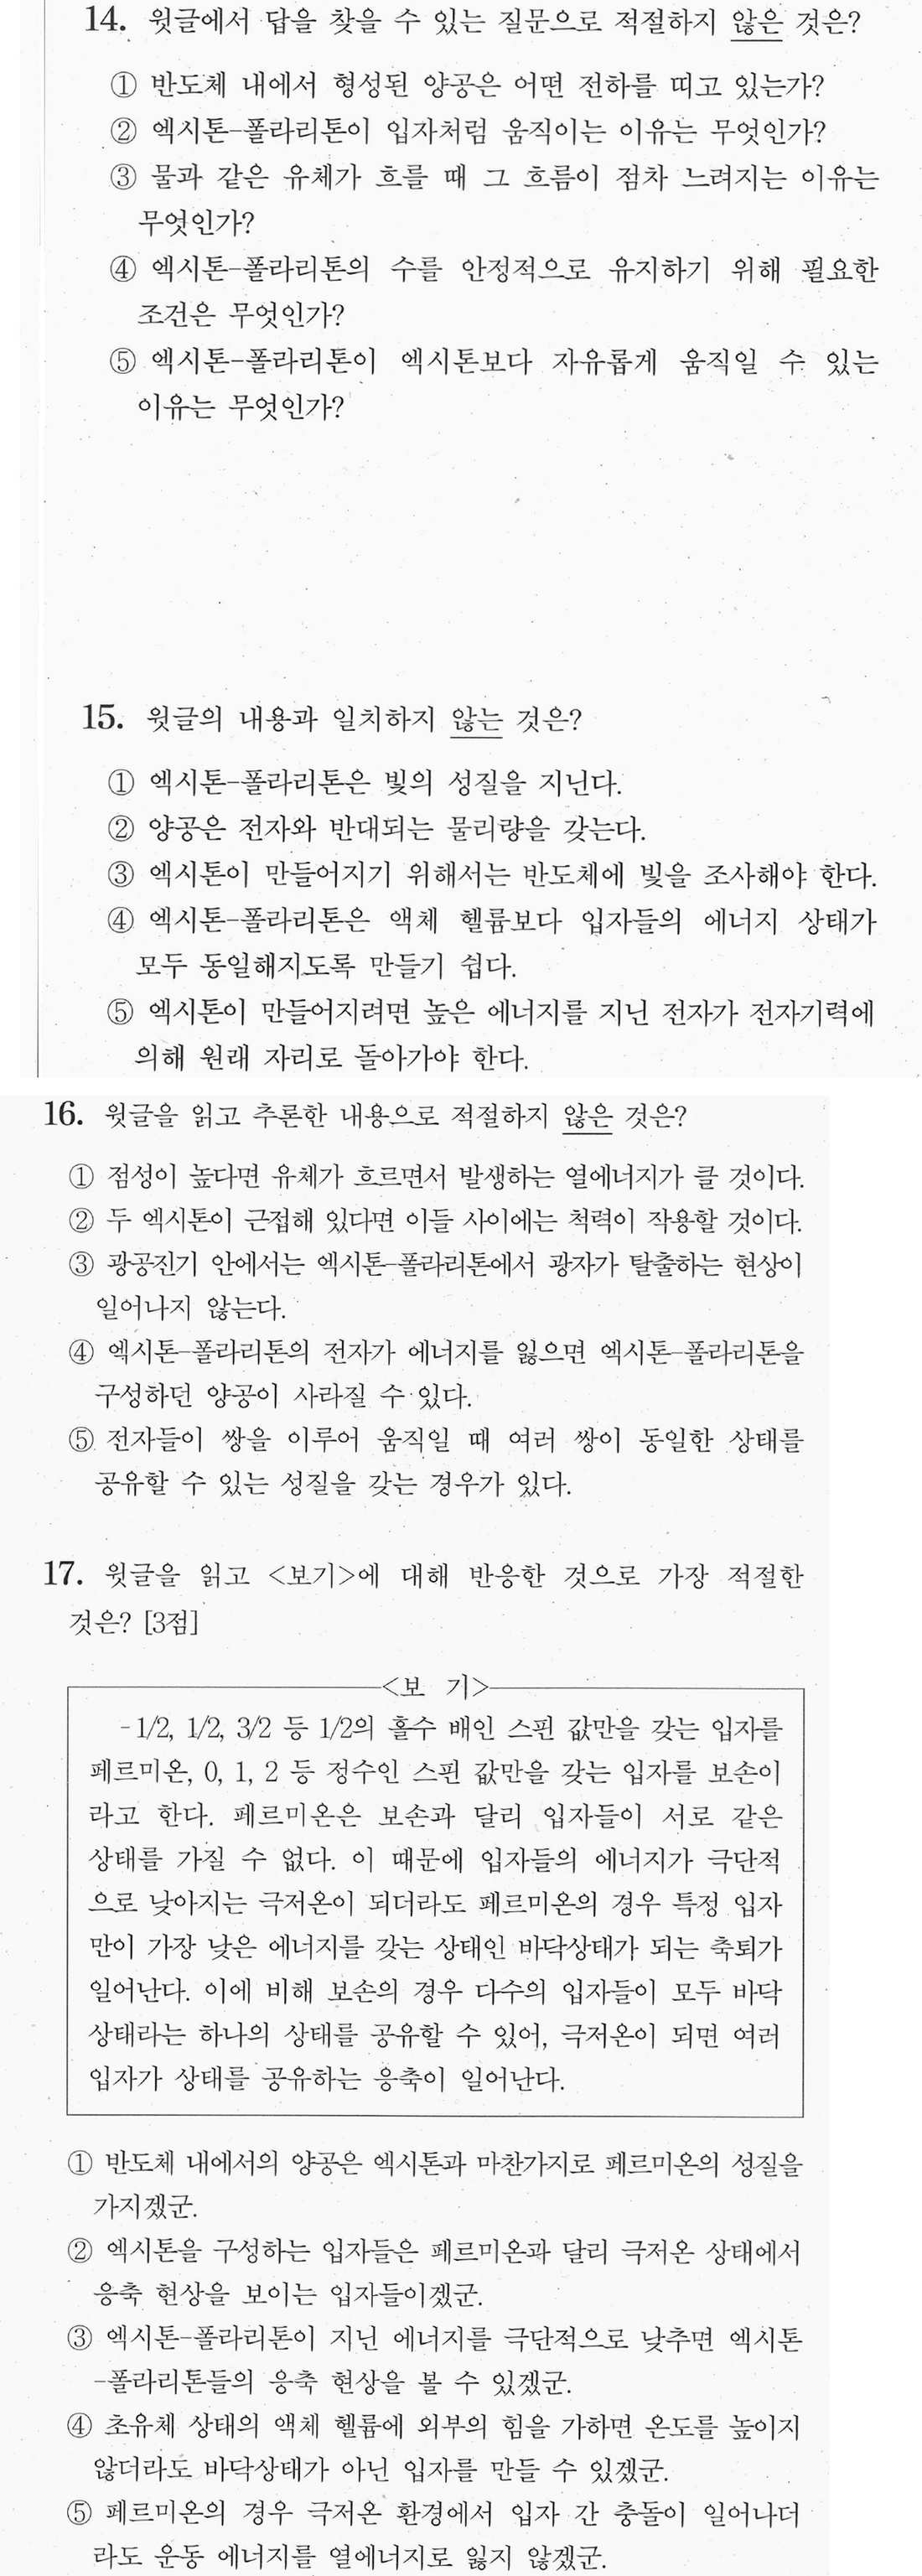 14. 윗글에서 답을 찾을 수 있는 질문으로 적절하지 않은 것은?
① 반도체 내에서 형성된 양공은 어떤 전하를 띠고 있는가?
② 엑시톤-폴라리톤이 입자처럼 움직이는 이유는 무엇인가?
③ 물과 같은 유체가 흐를 때 그 흐름이 점차 느려지는 이유는
무엇인가?
④ 엑시톤-폴라리톤의 수를 안정적으로 유지하기 위해 필요한
조건은 무엇인가?
⑤ 엑시톤-폴라리톤이 엑시톤보다 자유롭게 움직일 수 있는
이유는 무엇인가?
15. 윗글의 내용과 일치하지 않는 것은?
① 엑시톤-폴라리톤은 빛의 성질을 지닌다.
② 양공은 전자와 반대되는 물리량을 갖는다.
③ 엑시톤이 만들어지기 위해서는 반도체에 빛을 조사해야 한다.
④ 엑시톤-폴라리톤은 액체 헬륨보다 입자들의 에너지 상태가
모두 동일해지도록 만들기 쉽다.
⑤ 엑시톤이 만들어지려면 높은 에너지를 지닌 전자가 전자기력에
의해 원래 자리로 돌아가야 한다.
16. 윗글을 읽고 추론한 내용으로 적절하지 않은 것은?
① 점성이 높다면 유체가 흐르면서 발생하는 열에너지가 클 것이다.
② 두 엑시톤이 근접해 있다면 이들 사이에는 척력이 작용할 것이다.
③ 광공진기 안에서는 엑시톤-폴라리톤에서 광자가 탈출하는 현상이
일어나지 않는다.
④ 엑시톤-폴라리톤의 전자가 에너지를 잃으면 엑시톤-폴라리톤을
구성하던 양공이 사라질 수 있다.
⑤ 전자들이 쌍을 이루어 움직일 때 여러 쌍이 동일한 상태를
공유할 수 있는 성질을 갖는 경우가 있다.
17. 윗글을 읽고 <보기>에 대해 반응한 것으로 가장 적절한
것은? [3점]
<보 기>
-1/2, 1/2, 3/2 등 1/2의 홀수 배인 스핀 값만을 갖는 입자를
페르미온, 0, 1, 2 등 정수인 스핀 값만을 갖는 입자를 보손이
라고 한다. 페르미온은 보손과 달리 입자들이 서로 같은
상태를 가질 수 없다. 이 때문에 입자들의 에너지가 극단적
으로 낮아지는 극저온이 되더라도 페르미온의 경우 특정 입자
만이 가장 낮은 에너지를 갖는 상태인 바닥상태가 되는 축퇴가
일어난다. 이에 비해 보손의 경우 다수의 입자들이 모두 바닥
상태라는 하나의 상태를 공유할 수 있어, 극저온이 되면 여러
입자가 상태를 공유하는 응축이 일어난다.
① 반도체 내에서의 양공은 엑시톤과 마찬가지로 페르미온의 성질을
가지겠군.
② 엑시톤을 구성하는 입자들은 페르미온과 달리 극저온 상태에서
응축 현상을 보이는 입자들이겠군.
③ 엑시톤-폴라리톤이 지닌 에너지를 극단적으로 낮추면 엑시톤
-폴라리톤들의 응축 현상을 볼 수 있겠군.
④ 초유체 상태의 액체 헬륨에 외부의 힘을 가하면 온도를 높이지
않더라도 바닥상태가 아닌 입자를 만들 수 있겠군.
⑤ 페르미온의 경우 극저온 환경에서 입자 간 충돌이 일어나더
라도 운동 에너지를 열에너지로 잃지 않겠군.